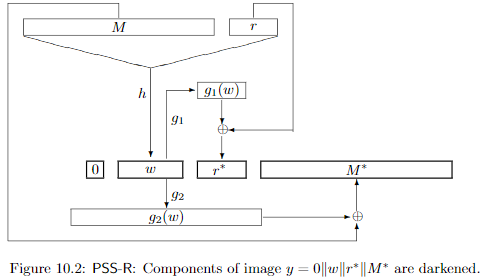 M r
h g₁(w)
g₁
⊕
0 w r* M*
g₂
g₂(w) ⊕
Figure 10.2: PSS-R: Components of image y = 0‖w‖r*‖M* are darkened.